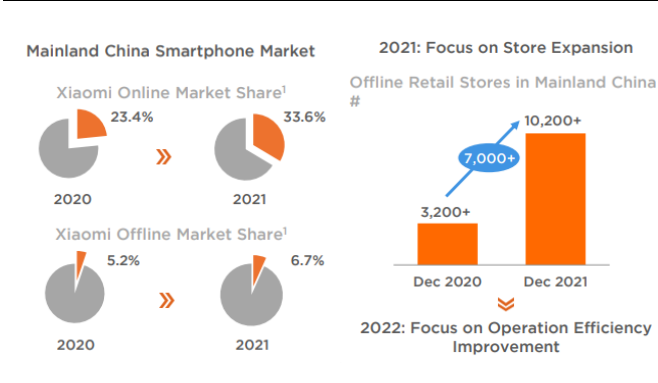 Mainland China Smartphone Market
Xiaomi Online Market Share¹
23.4%
33.6%
2020
2021
Xiaomi Offline Market Share¹
5.2%
6.7%
2020
2021
2021: Focus on Store Expansion
Offline Retail Stores in Mainland China
#
10,200+
7,000+
3,200+
Dec 2020
Dec 2021
2022: Focus on Operation Efficiency
Improvement